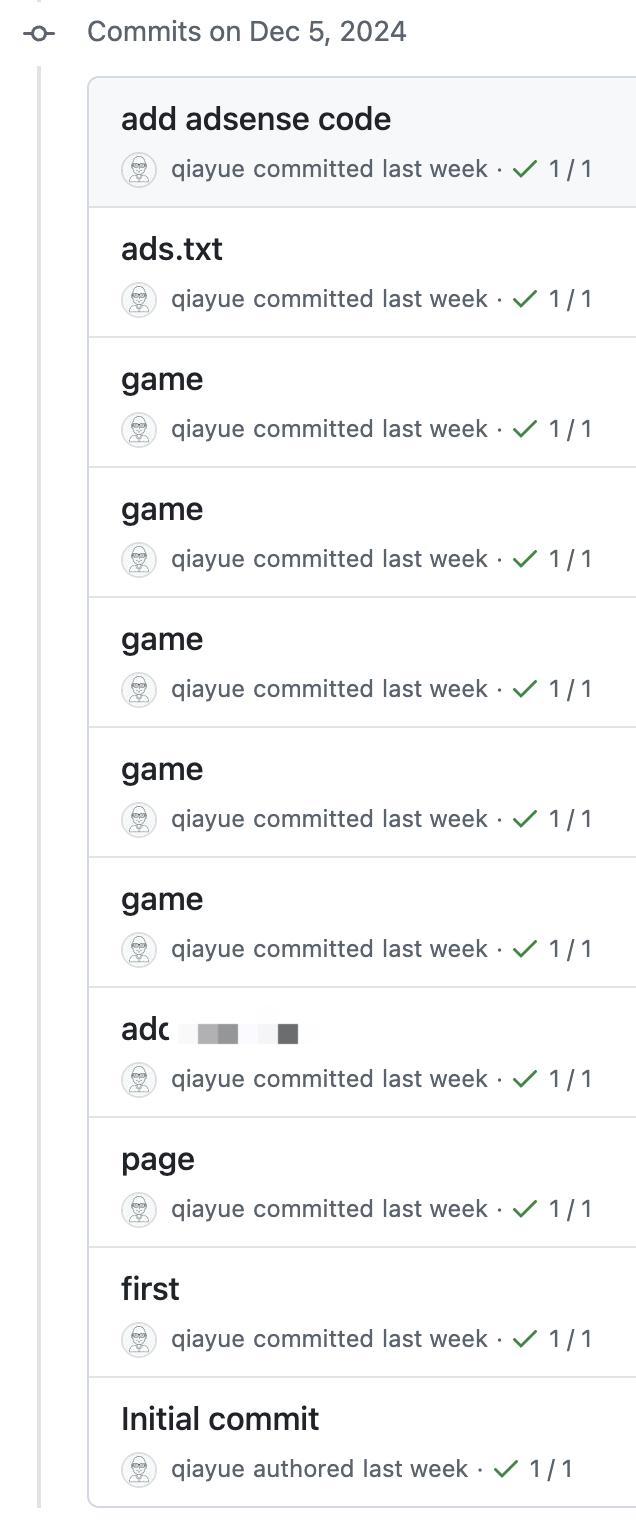 Commits on Dec 5, 2024
add adsense code
qiayue committed last week · ✓ 1 / 1
ads.txt
qiayue committed last week · ✓ 1 / 1
game
qiayue committed last week · ✓ 1 / 1
game
qiayue committed last week · ✓ 1 / 1
game
qiayue committed last week · ✓ 1 / 1
game
qiayue committed last week · ✓ 1 / 1
game
qiayue committed last week · ✓ 1 / 1
qiayue committed last week · ✓ 1 / 1
page
qiayue committed last week · ✓ 1 / 1
first
qiayue committed last week · ✓ 1 / 1
Initial commit
qiayue authored last week · ✓ 1 / 1